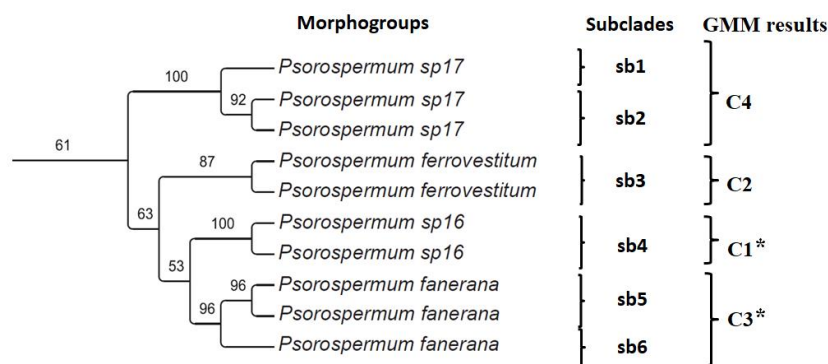 Morphogroups Subclades GMM results
100 Psorospermum sp17 sb1
92 Psorospermum sp17 C4
Psorospermum sp17 sb2
61
87 Psorospermum ferrovestitum
Psorospermum ferrovestitum sb3 C2
63
100 Psorospermum sp16
Psorospermum sp16 sb4 C1*
53
96 Psorospermum fanerana sb5
96 Psorospermum fanerana C3*
Psorospermum fanerana sb6